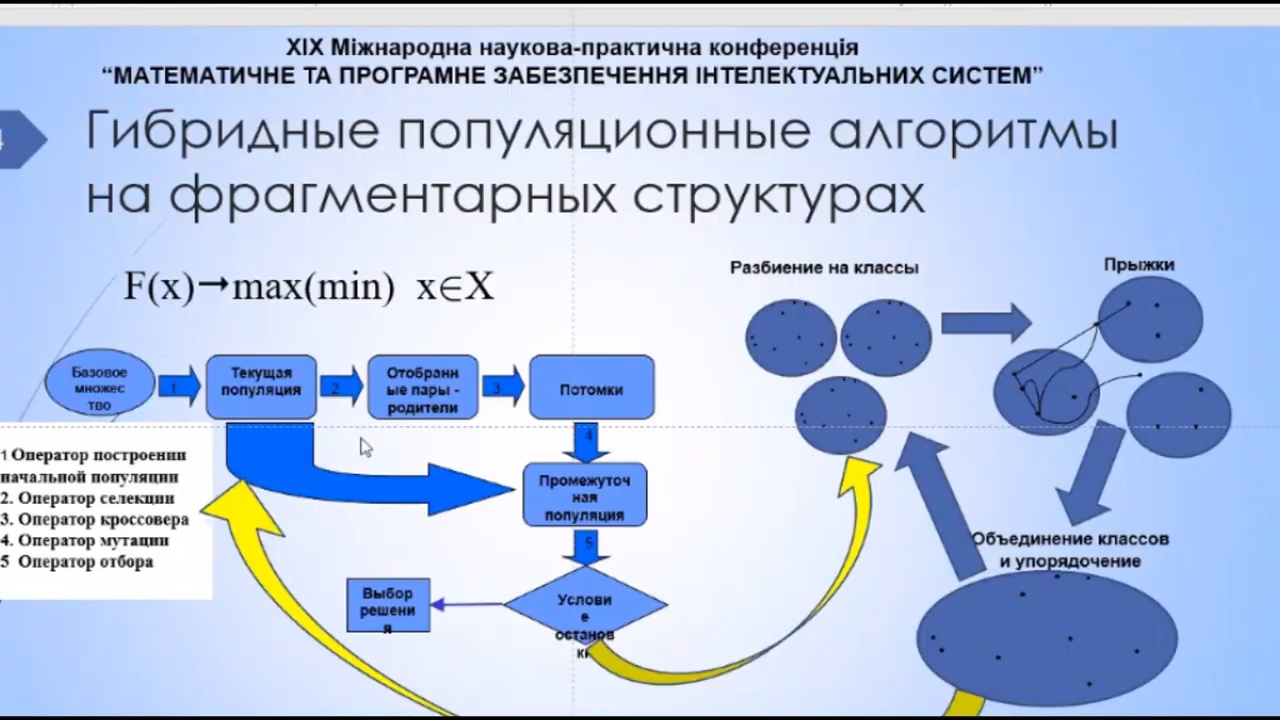 XIX Міжнародна наукова-практична конференція
“МАТЕМАТИЧНЕ ТА ПРОГРАМНЕ ЗАБЕЗПЕЧЕННЯ ІНТЕЛЕКТУАЛЬНИХ СИСТЕМ”
4
Гибридные популяционные алгоритмы
на фрагментарных структурах
F(x)→max(min) x∈X
Разбиение на классы
Прыжки
Базовое
множес
тво
1
Текущая
популяция
2
Отобранн
ые пары -
родители
3
Потомки
4
1 Оператор построении
начальной популяции
2. Оператор селекции
3. Оператор кроссовера
4. Оператор мутации
5 Оператор отбора
Промежуточ
ная
популяция
5
Выбор
решени
я
Услови
е
останов
ки
Объединение классов
и упорядочение